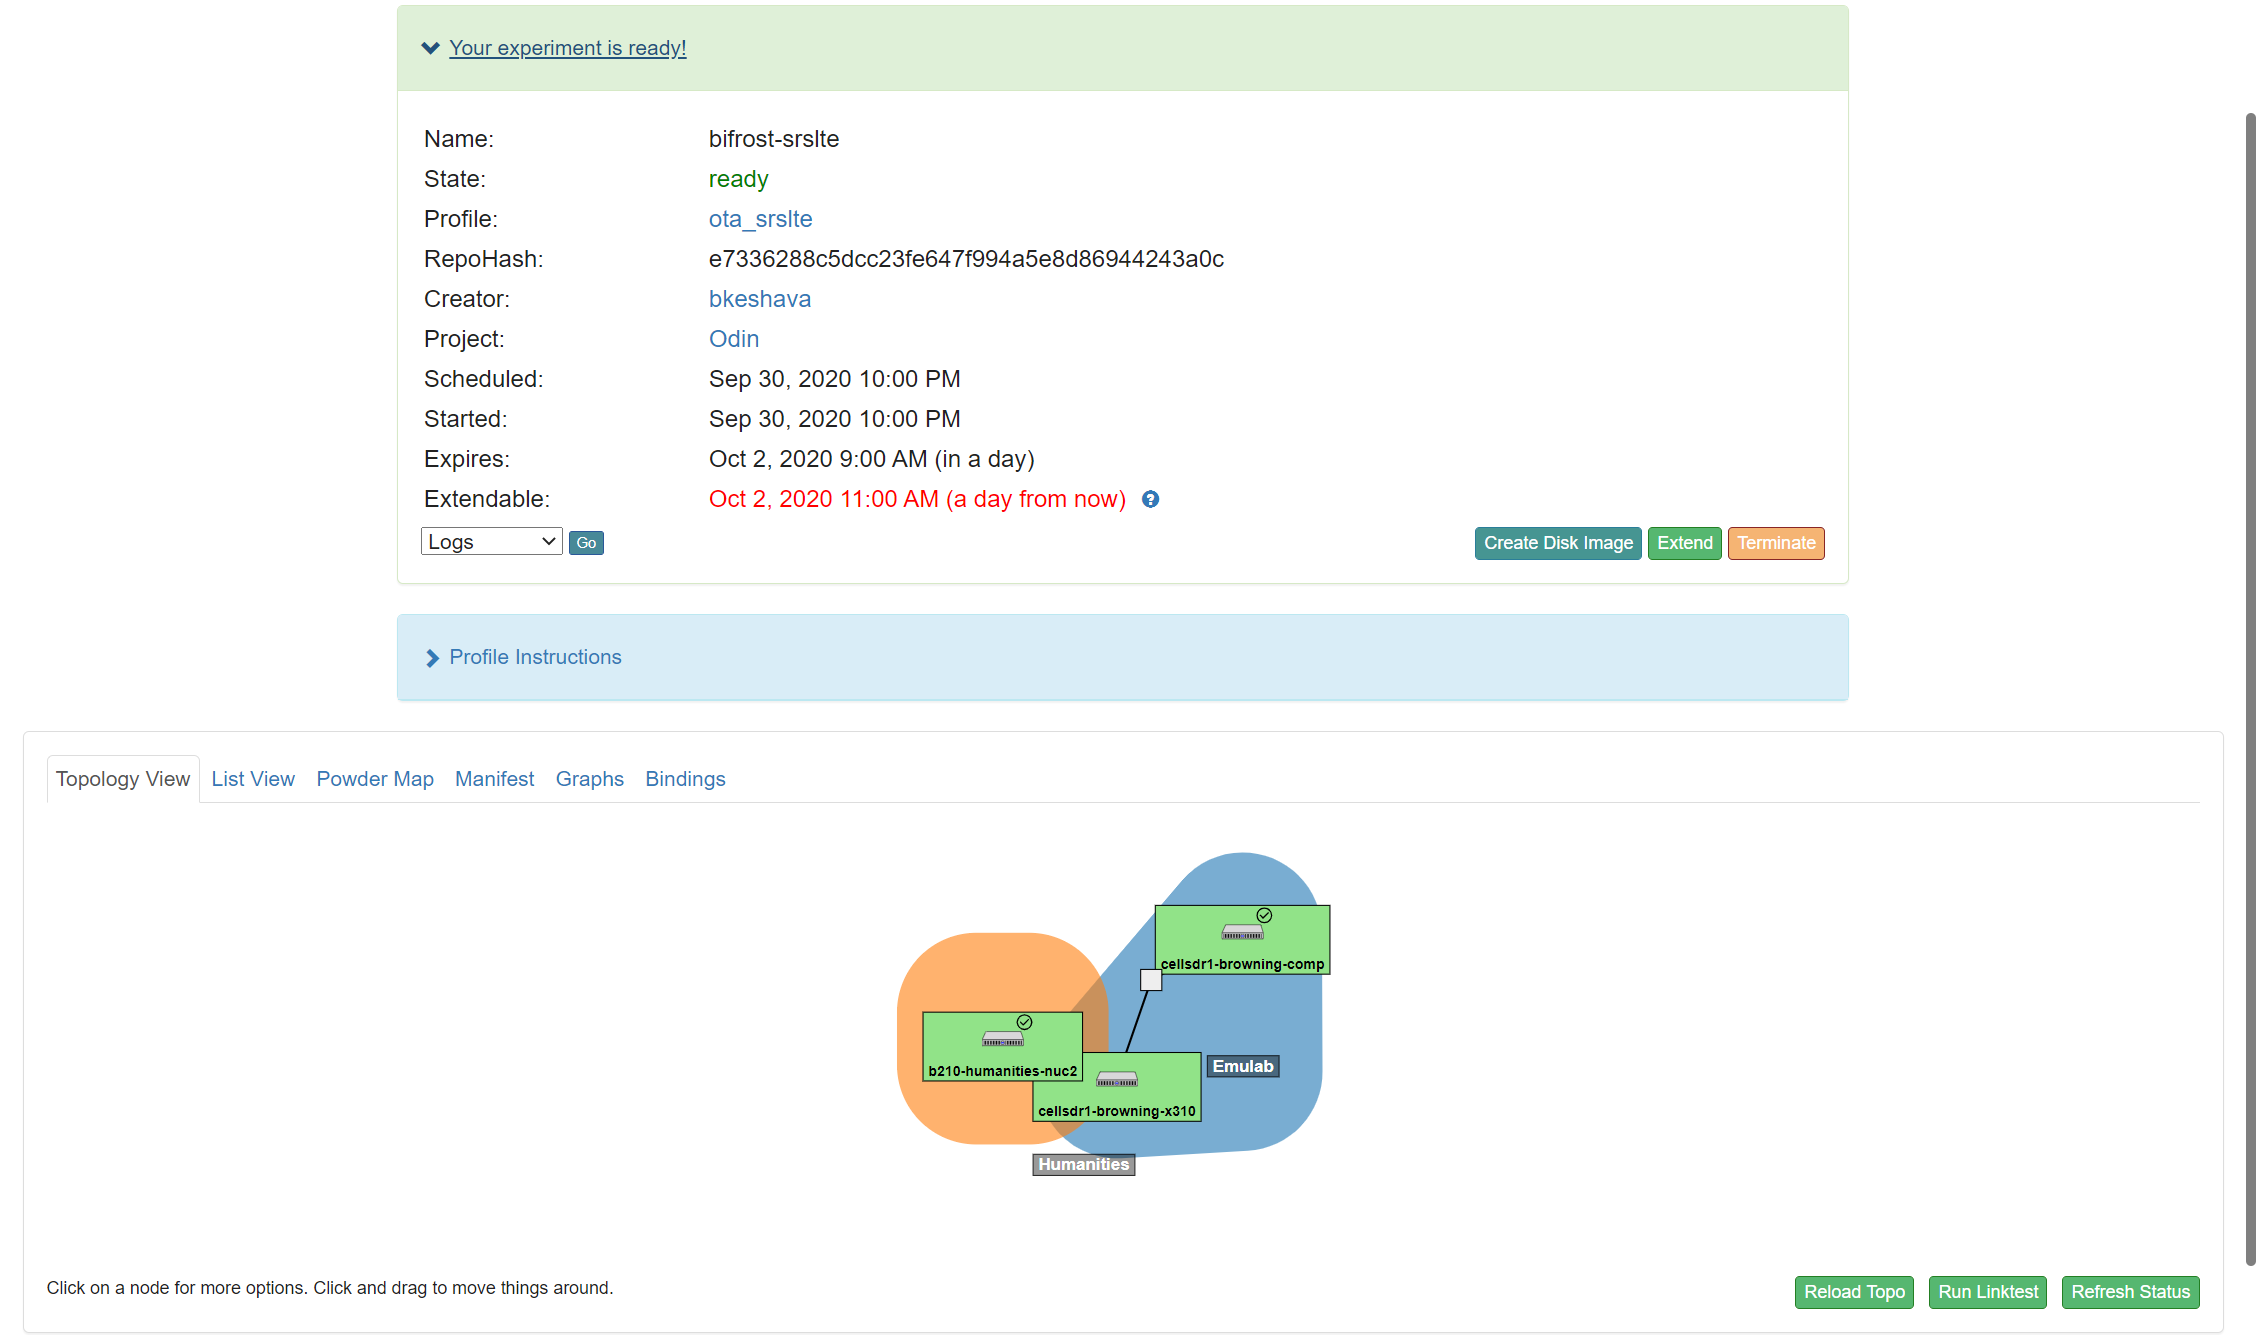 Your experiment is ready!
Name: bifrost-srslte
State: ready
Profile: ota_srslte
RepoHash: e7336288c5dcc23fe647f994a5e8d86944243a0c
Creator: bkeshava
Project: Odin
Scheduled: Sep 30, 2020 10:00 PM
Started: Sep 30, 2020 10:00 PM
Expires: Oct 2, 2020 9:00 AM (in a day)
Extendable: Oct 2, 2020 11:00 AM (a day from now) ?
Logs Go Create Disk Image Extend Terminate
Profile Instructions
Topology View List View Powder Map Manifest Graphs Bindings
cellsdr1-browning-comp
b210-humanities-nuc2
Emulab
cellsdr1-browning-x310
Humanities
Click on a node for more options. Click and drag to move things around.
Reload Topo Run Linktest Refresh Status